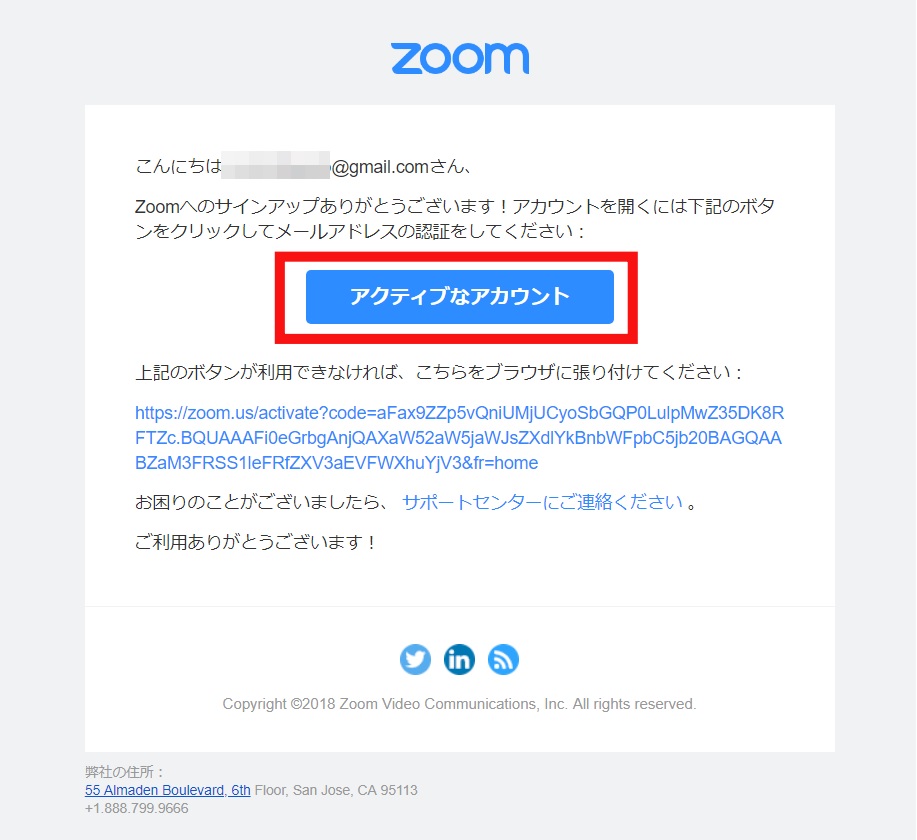 zoom
こんにちは @gmail.comさん、
Zoomへのサインアップありがとうございます！アカウントを開くには下記のボタ
ンをクリックしてメールアドレスの認証をしてください：
アクティブなアカウント
上記のボタンが利用できなければ、こちらをブラウザに張り付けてください：
https://zoom.us/activate?code=aFax9ZZp5vQniUMjUCyoSbGQP0LulpMwZ35DK8R
FTZc.BQUAAAFi0eGrbgAnjQAXaW52aW5jaWJsZXdlYkBnbWFpbC5jb20BAGQAA
BZaM3FRSS1leFRfZXV3aEVFWXhuYjV3&fr=home
お困りのことがございましたら、 サポートセンターにご連絡ください 。
ご利用ありがとうございます！
in
Copyright ©2018 Zoom Video Communications, Inc. All rights reserved.
弊社の住所：
55 Almaden Boulevard, 6th Floor, San Jose, CA 95113
+1.888.799.9666